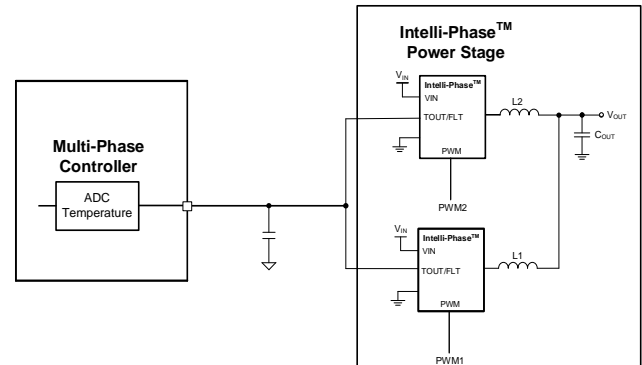 Intelli-Phase™
Power Stage
Multi-Phase
Controller
ADC
Temperature
VIN
Intelli-Phase™
VIN
TOUT/FLT
PWM
L2
VOUT
COUT
PWM2
VIN
Intelli-Phase™
VIN
TOUT/FLT
PWM
L1
PWM1